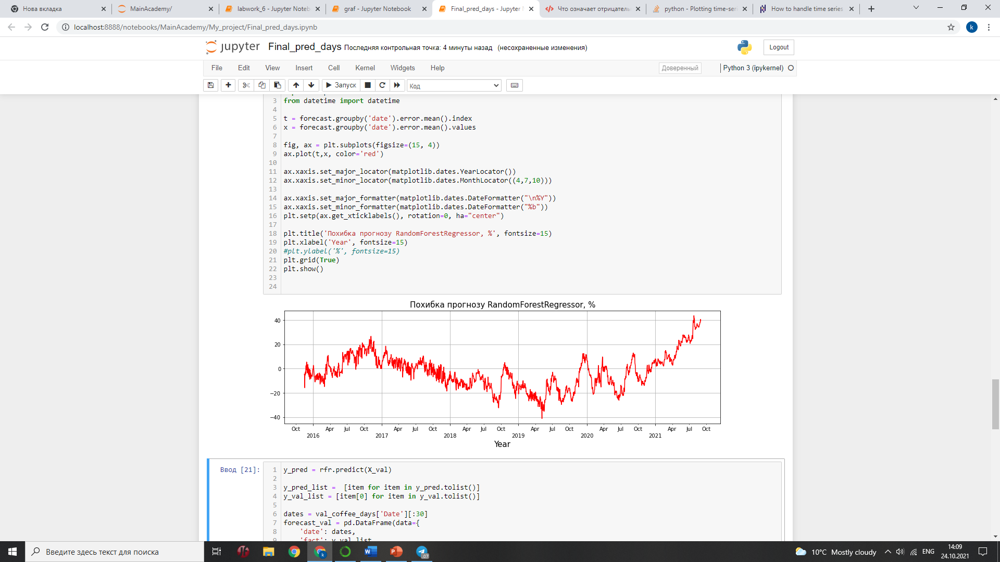 Нова вкладка
MainAcademy/
labwork_6 - Jupyter Noteb
graf - Jupyter Notebook
Final_pred_days - Jupyter
Что означает отрицатель
python - Plotting time-seri
How to handle time series
localhost:8888/notebooks/MainAcademy/My_project/Final_pred_days.ipynb
k
jupyter Final_pred_days Последняя контрольная точка: 4 минуты назад (несохраненные изменения)
Logout
File Edit View Insert Cell Kernel Widgets Help
Доверенный
Python 3 (ipykernel)
Запуск
Код
3 from datetime import datetime
4
5 t = forecast.groupby('date').error.mean().index
6 x = forecast.groupby('date').error.mean().values
7
8 fig, ax = plt.subplots(figsize=(15, 4))
9 ax.plot(t,x, color='red')
10
11 ax.xaxis.set_major_locator(matplotlib.dates.YearLocator())
12 ax.xaxis.set_minor_locator(matplotlib.dates.MonthLocator((4,7,10)))
13
14 ax.xaxis.set_major_formatter(matplotlib.dates.DateFormatter("\n%Y"))
15 ax.xaxis.set_minor_formatter(matplotlib.dates.DateFormatter("%b"))
16 plt.setp(ax.get_xticklabels(), rotation=0, ha="center")
17
18 plt.title('Похибка прогнозу RandomForestRegressor, %', fontsize=15)
19 plt.xlabel('Year', fontsize=15)
20 #plt.ylabel('%', fontsize=15)
21 plt.grid(True)
22 plt.show()
23
24
Похибка прогнозу RandomForestRegressor, %
40
20
0
−20
−40
Oct Apr Jul Oct Apr Jul Oct Apr Jul Oct Apr Jul Oct Apr Jul Oct Apr Jul Oct
2016 2017 2018 2019 2020 2021
Year
Ввод [21]:
1 y_pred = rfr.predict(X_val)
2
3 y_pred_list =  [item for item in y_pred.tolist()]
4 y_val_list = [item[0] for item in y_val.tolist()]
5
6 dates = val_coffee_days['Date'][:30]
7 forecast_val = pd.DataFrame(data={
8 'date': dates,
9 'fact': y_val_list
Введите здесь текст для поиска
k
.07
10°C Mostly cloudy
ENG
14:09
24.10.2021